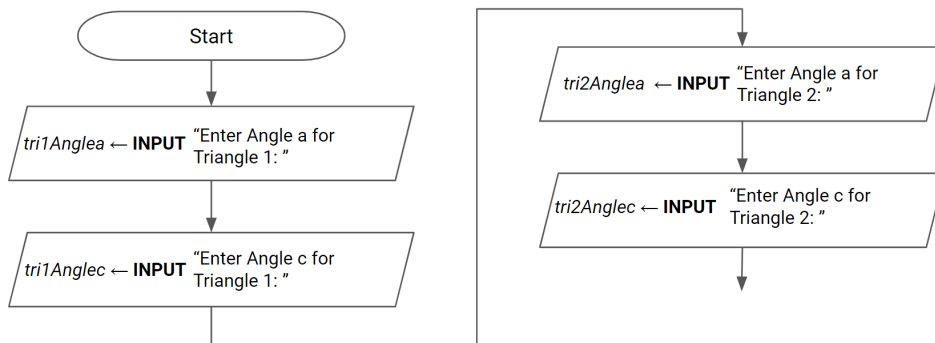 Start
tri1Anglea ← INPUT “Enter Angle a for
Triangle 1: ”
tri1Anglec ← INPUT “Enter Angle c for
Triangle 1: ”
tri2Anglea ← INPUT “Enter Angle a for
Triangle 2: ”
tri2Anglec ← INPUT “Enter Angle c for
Triangle 2: ”